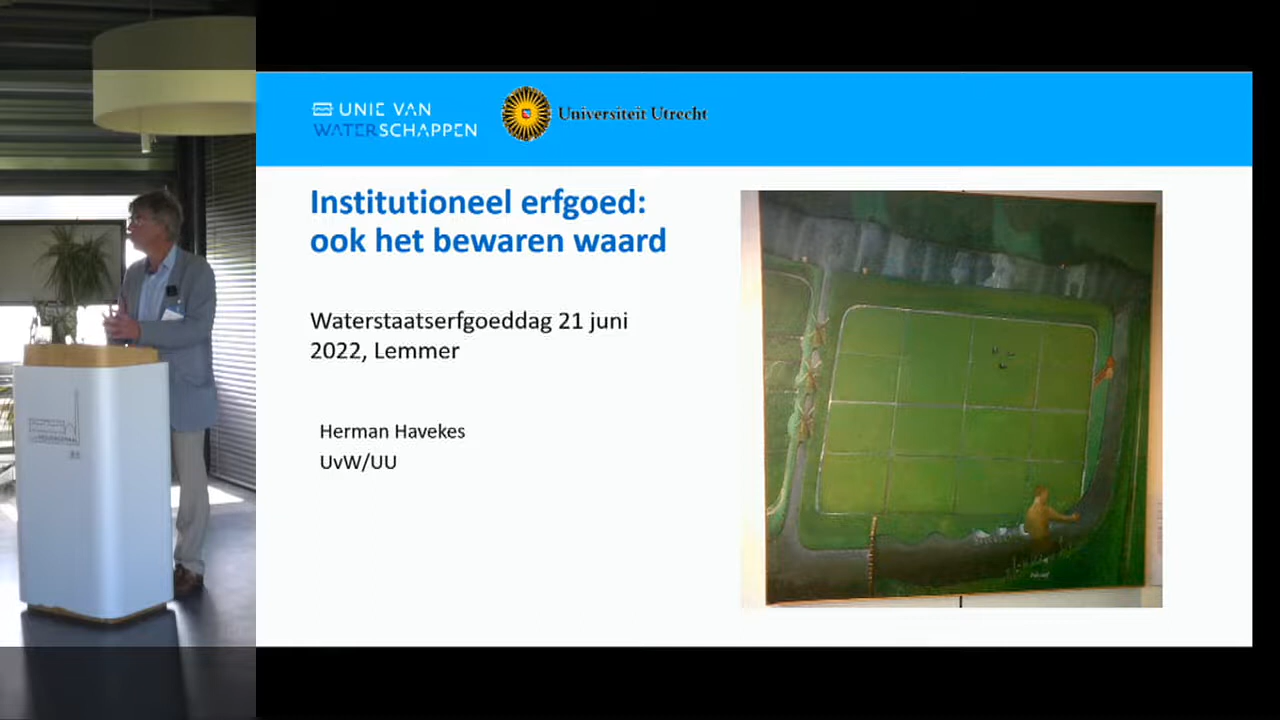 UNIE VAN
WATERSCHAPPEN
Universiteit Utrecht
Institutioneel erfgoed:
ook het bewaren waard
Waterstaatserfgoeddag 21 juni
2022, Lemmer
Herman Havekes
UvW/UU